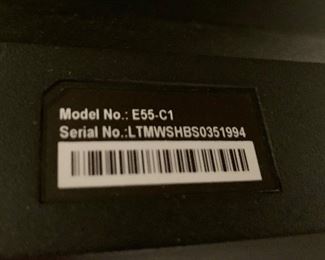 Model No.: E55-C1
Serial No.:LTMWSHBS0351994